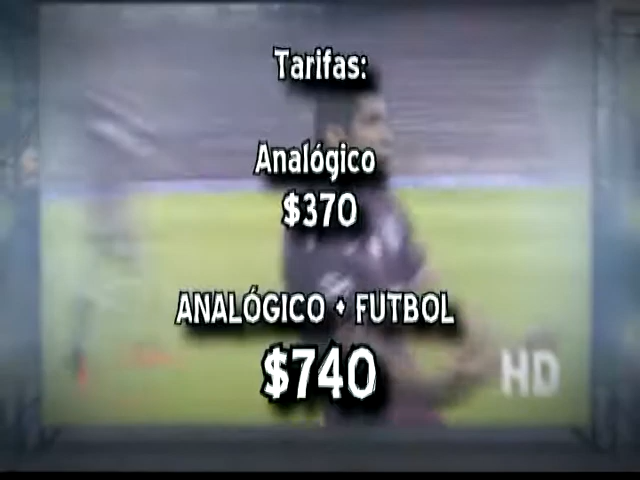 Tarifas:
Analógico
$370
ANALÓGICO + FUTBOL
$740
HD